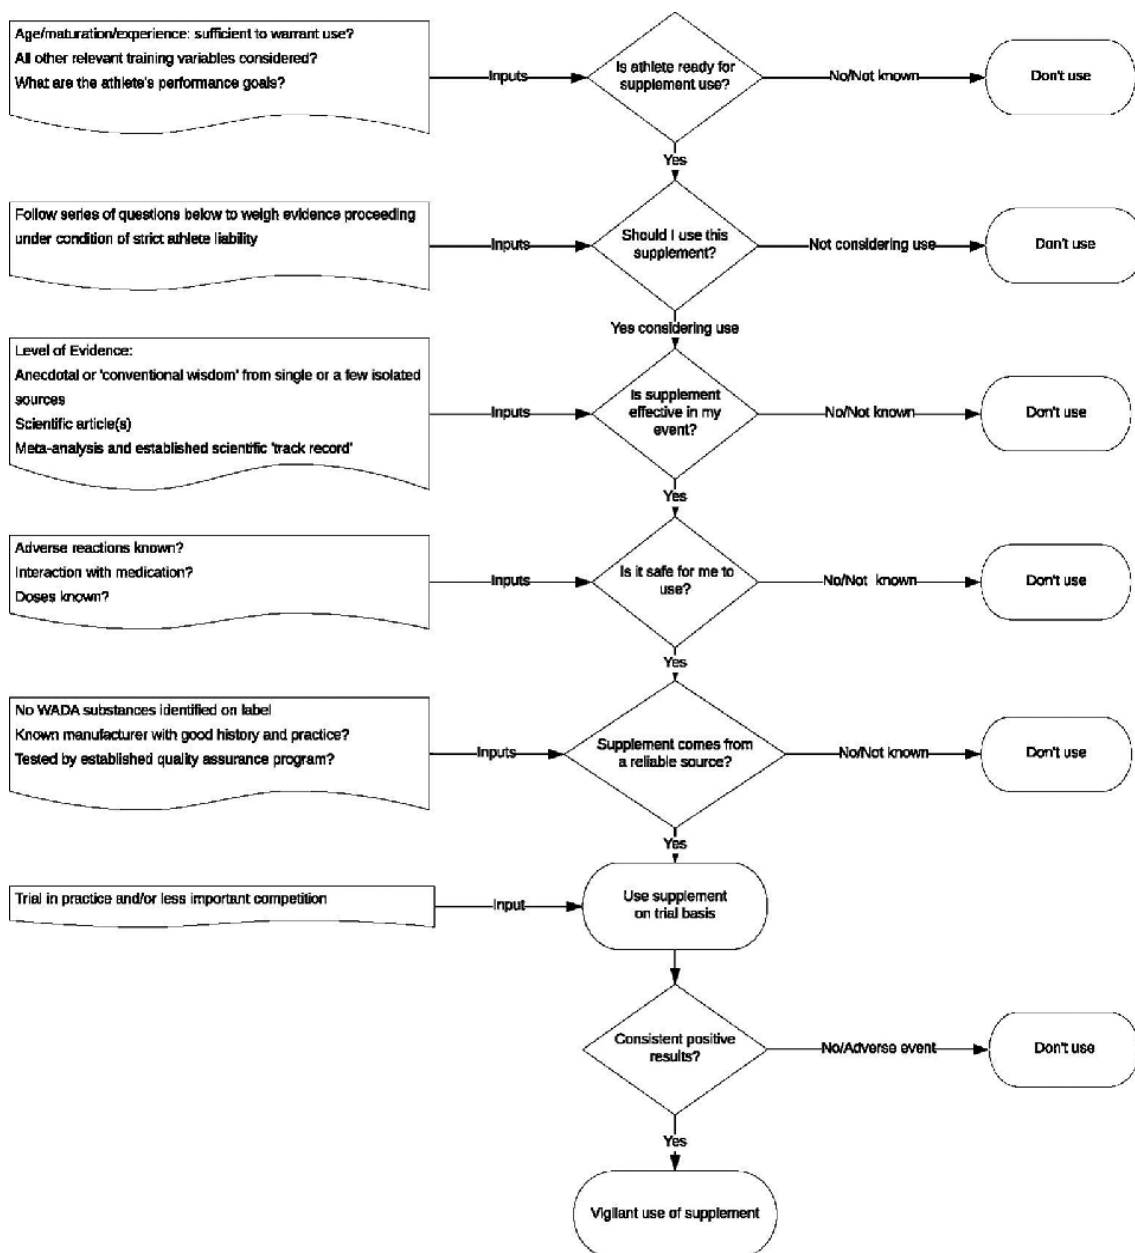 Age/maturation/experience: sufficient to warrant use?
All other relevant training variables considered?
What are the athlete's performance goals?
Inputs
Is athlete ready for
supplement use?
No/Not known
Don't use
Yes
Follow series of questions below to weigh evidence proceeding
under condition of strict athlete liability
Inputs
Should I use this
supplement?
Not considering use
Don't use
Yes considering use
Level of Evidence:
Anecdotal or 'conventional wisdom' from single or a few isolated
sources
Scientific article(s)
Meta-analysis and established scientific 'track record'
Inputs
Is supplement
effective in my
event?
No/Not known
Don't use
Yes
Adverse reactions known?
Interaction with medication?
Doses known?
Inputs
Is it safe for me to
use?
No/Not known
Don't use
Yes
No WADA substances identified on label
Known manufacturer with good history and practice?
Tested by established quality assurance program?
Inputs
Supplement comes from
a reliable source?
No/Not known
Don't use
Yes
Trial in practice and/or less important competition
Input
Use supplement
on trial basis
Consistent positive
results?
No/Adverse event
Don't use
Yes
Vigilant use of supplement